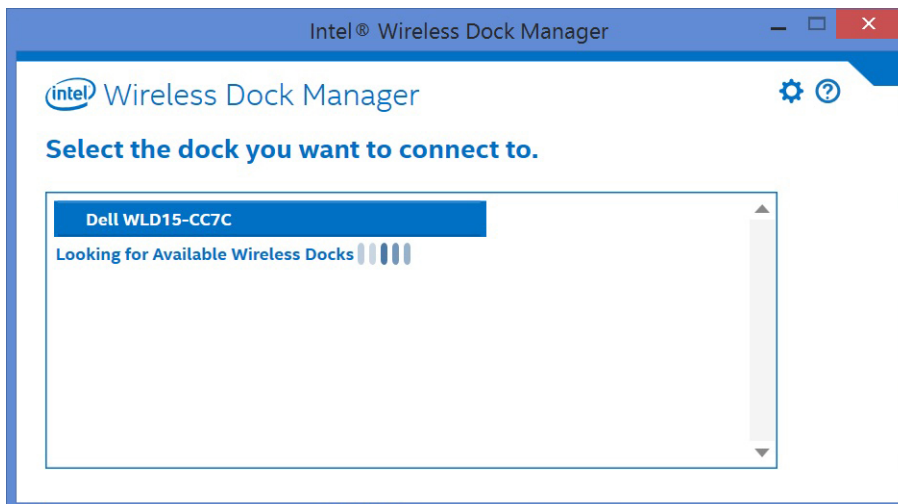 Intel® Wireless Dock Manager
intel® Wireless Dock Manager
Select the dock you want to connect to.
Dell WLD15-CC7C
Looking for Available Wireless Docks